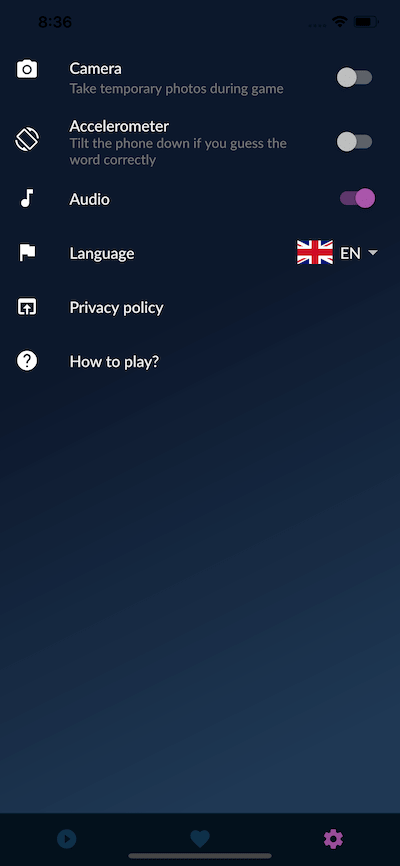 8:36
Camera
Take temporary photos during game
Accelerometer
Tilt the phone down if you guess the
word correctly
Audio
Language
EN
Privacy policy
How to play?